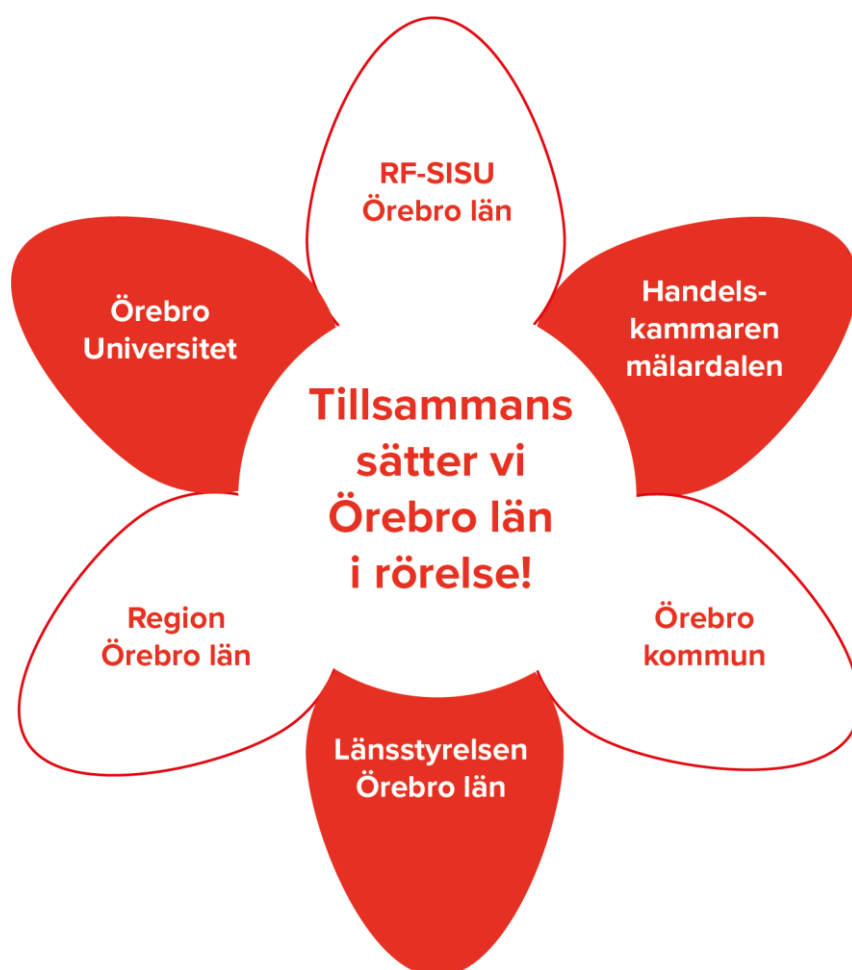 RF-SISU
Örebro län
Handels-
kammaren
mälardalen
Örebro
kommun
Länsstyrelsen
Örebro län
Region
Örebro län
Örebro
Universitet
Tillsammans
sätter vi
Örebro län
i rörelse!